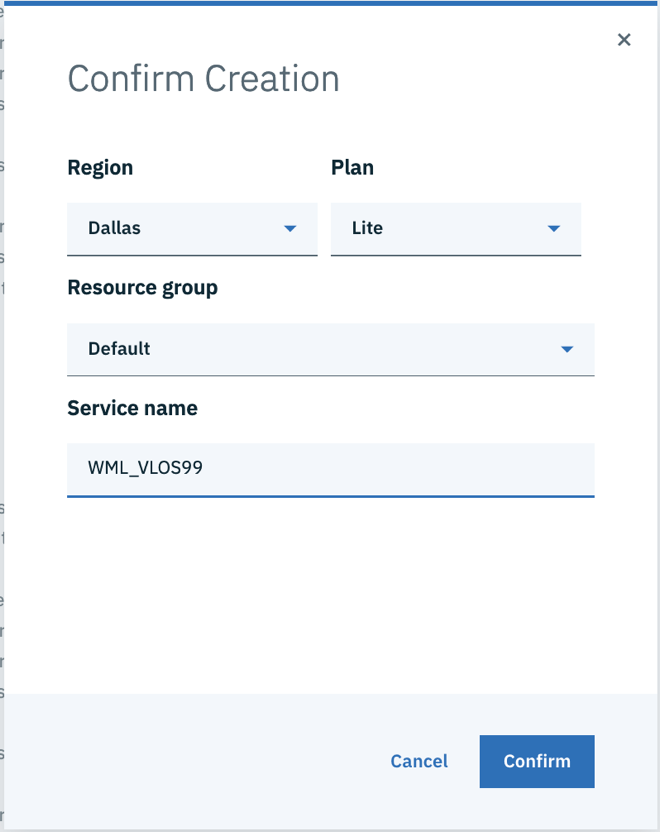 Confirm Creation
Region Plan
Dallas Lite
Resource group
Default
Service name
WML_VLOS99
Cancel Confirm